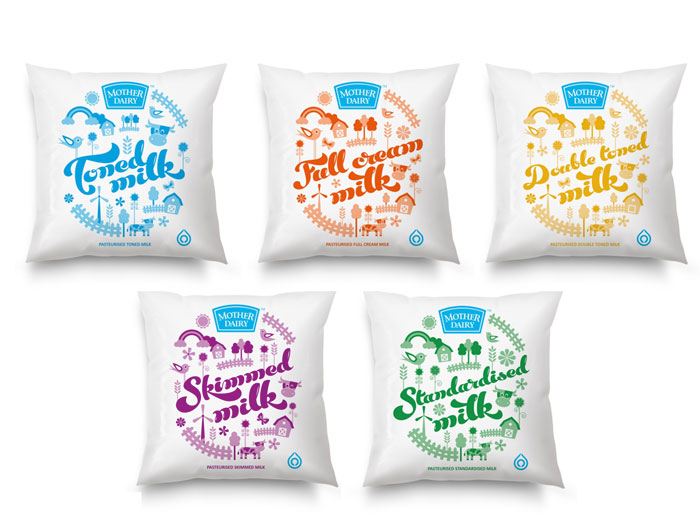 MOTHER
DAIRY
Toned
milk
PASTEURISED TONED MILK
MOTHER
DAIRY
Full cream
milk
PASTEURISED FULL CREAM MILK
MOTHER
DAIRY
Double toned
milk
PASTEURISED DOUBLE TONED MILK
MOTHER
DAIRY
Skimmed
milk
PASTEURISED SKIMMED MILK
MOTHER
DAIRY
Standardised
milk
PASTEURISED STANDARDISED MILK